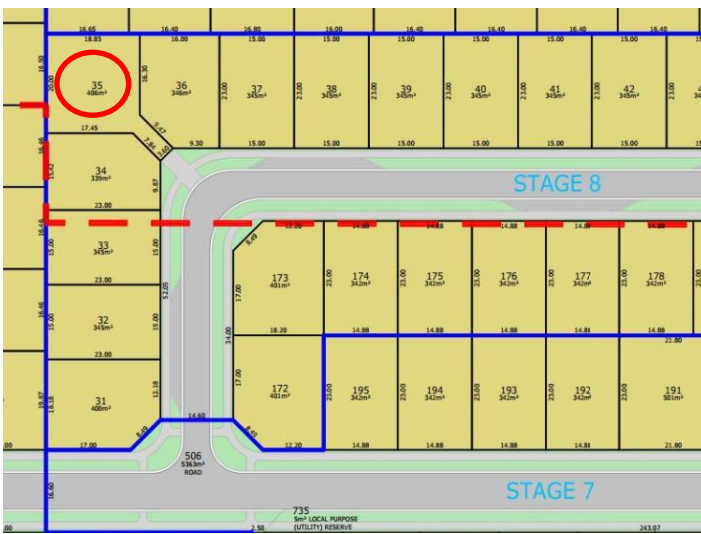 16.65 16.40 16.80 16.00 16.40 16.40 16.40
18.85 16.00 15.00 15.00 15.00 15.00 15.00 15.00
16.50
20.00
35
406m²
16.30
36
346m²
23.00
37
345m²
23.00
38
345m²
23.00
39
345m²
23.00
40
345m²
23.00
41
345m²
23.00
42
345m²
23.00
9.47
7.84
3.60
17.45
9.30 15.00 15.00 15.00 15.00 15.00 15.00
16.46
15.42
34
339m²
9.87
STAGE 8
23.00
16.46
12.20 14.88 14.88 14.88 14.88 14.88
33
345m²
15.00
15.00
8.49
23.00
52.05
173
401m²
17.00
23.00
174
342m²
23.00
175
342m²
23.00
176
342m²
23.00
177
342m²
23.00
178
342m²
16.46
15.00
32
345m²
15.00
18.20
14.88 14.88 14.88 14.88 14.88
21.80
34.00
23.00
19.87
18.18
31
400m²
12.18
17.00
172
401m²
23.00
195
342m²
23.00
194
342m²
23.00
193
342m²
23.00
192
342m²
23.00
191
501m²
14.60
8.49
8.49
17.00
12.20 14.88 14.88 14.88 14.88 21.80
.00
506
5363m²
ROAD
16.60
STAGE 7
735
5m² LOCAL PURPOSE
(UTILITY) RESERVE
.00
2.50
243.07